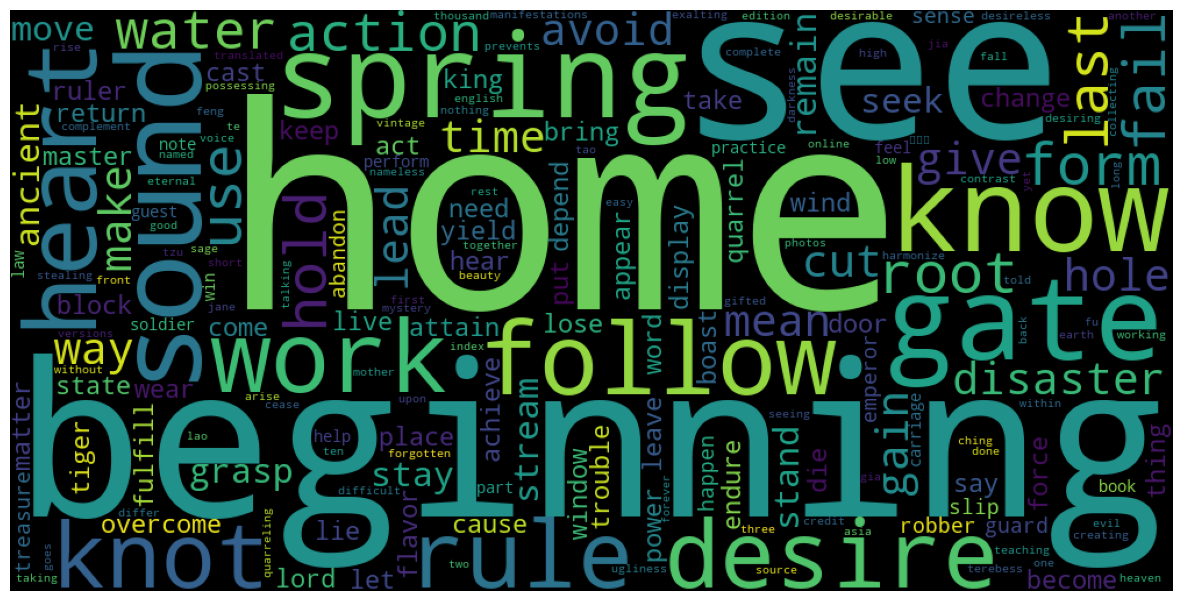 move water action thousand manifestations exalting edition desirable desireless another
rise translated possessing spring prevents avoid see complete high jia fall last fail
heart sound cast king english nothing darkness remain sense collecting
ruler return feng take seek change desiring
ancient complement te vintage keep time bring practice online feel low
master note voice act tao photos give form
maker named nameless perform home quarrel know contrast long yet
use eternal guest rest easy need wind
law good sage hold lead yield together put depend appear display cut harmonize told root hole
stealing tzu short abandon hear beauty
block front win jane talking first mystery gifted mean door gate back earth fu working
versions soldier come live attain lose word boast
way without work index follow emperor disaster
state wear mother arise cease upon achieve seeing within
treasurematter tiger lao help ten place forgotten stream leave carriage ching done force thing
fulfill grasp stay difficult part window trouble power happen endure stand die gain gia say book
beginning
differ overcome lie flavor cause forever three credit asia robber slip guard evil creating
taking goes knot quarreling lord let rule two ugliness source desire teaching one terebess become heaven